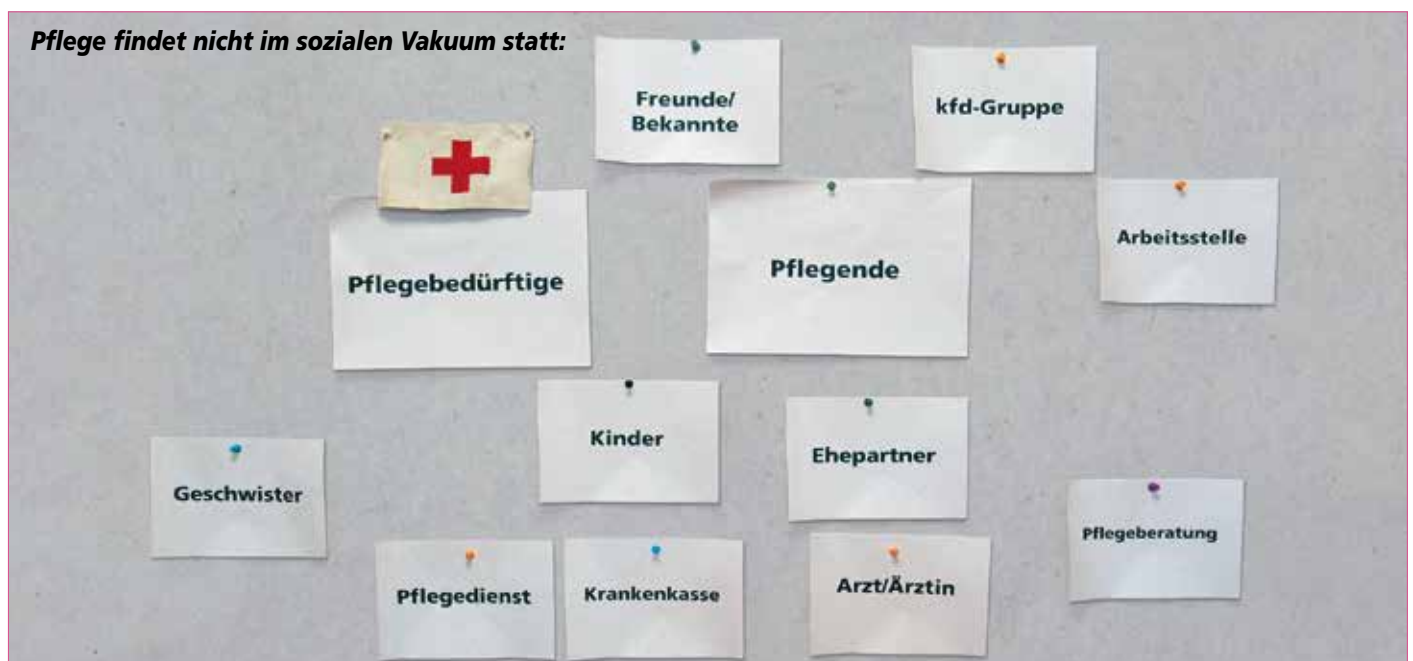 Pflege findet nicht im sozialen Vakuum statt:
Freunde/
Bekannte
kfd-Gruppe
Arbeitsstelle
Pflegebedürftige
Pflegende
Kinder
Ehepartner
Geschwister
Pflegeberatung
Pflegedienst
Krankenkasse
Arzt/Ärztin